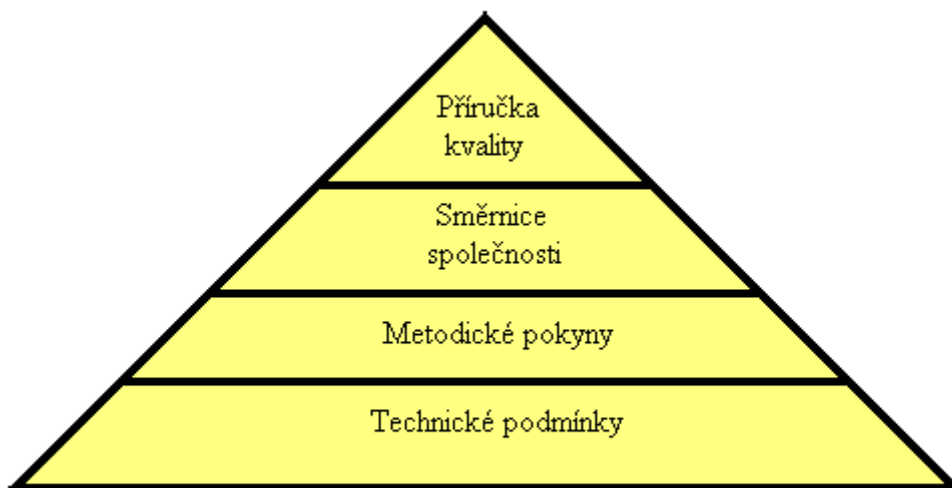 Příručka
kvality
Směrnice
společnosti
Metodické pokyny
Technické podmínky